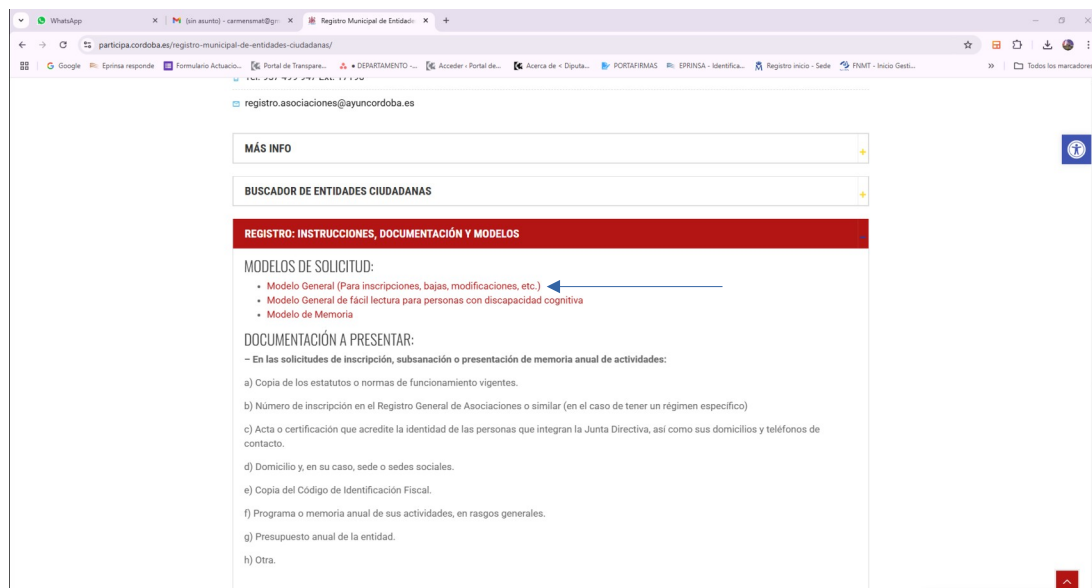 WhatsApp
(sin asunto) - carmensmat@gm
Registro Municipal de Entidade
participa.cordoba.es/registro-municipal-de-entidades-ciudadanas/
Google
Eprinsa responde
Formulario Actuacio...
Portal de Transpare...
DEPARTAMENTO -...
Acceder ‹ Portal de...
Acerca de < Diputa...
PORTAFIRMAS
EPRINSA - Identifica...
Registro inicio - Sede
FNMT - Inicio Gesti...
Todos los marcadores
Tel. 957 499 947 Ext. 17198
registro.asociaciones@ayuncordoba.es
MÁS INFO
BUSCADOR DE ENTIDADES CIUDADANAS
REGISTRO: INSTRUCCIONES, DOCUMENTACIÓN Y MODELOS
MODELOS DE SOLICITUD:
Modelo General (Para inscripciones, bajas, modificaciones, etc.)
Modelo General de fácil lectura para personas con discapacidad cognitiva
Modelo de Memoria
DOCUMENTACIÓN A PRESENTAR:
– En las solicitudes de inscripción, subsanación o presentación de memoria anual de actividades:
a) Copia de los estatutos o normas de funcionamiento vigentes.
b) Número de inscripción en el Registro General de Asociaciones o similar (en el caso de tener un régimen específico)
c) Acta o certificación que acredite la identidad de las personas que integran la Junta Directiva, así como sus domicilios y teléfonos de
contacto.
d) Domicilio y, en su caso, sede o sedes sociales.
e) Copia del Código de Identificación Fiscal.
f) Programa o memoria anual de sus actividades, en rasgos generales.
g) Presupuesto anual de la entidad.
h) Otra.